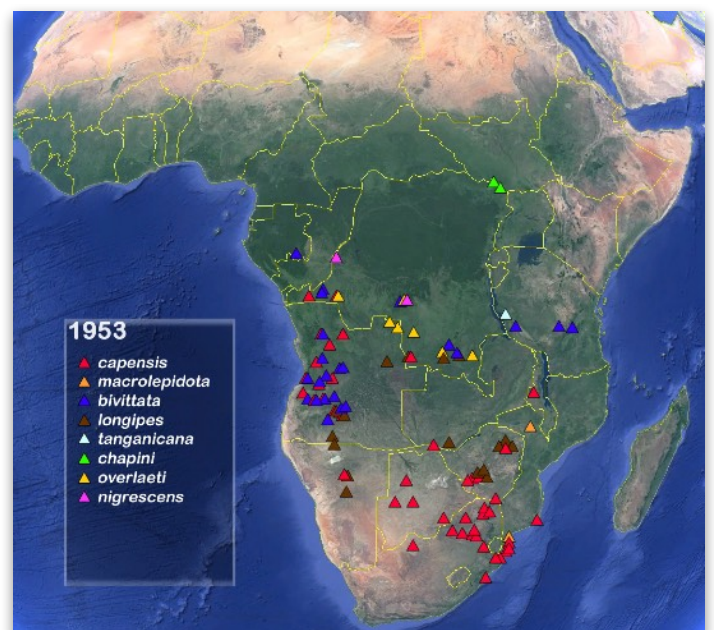 1953
capensis
macrolepidota
bivittata
longipes
tanganicana
chapini
overlaeti
nigrescens